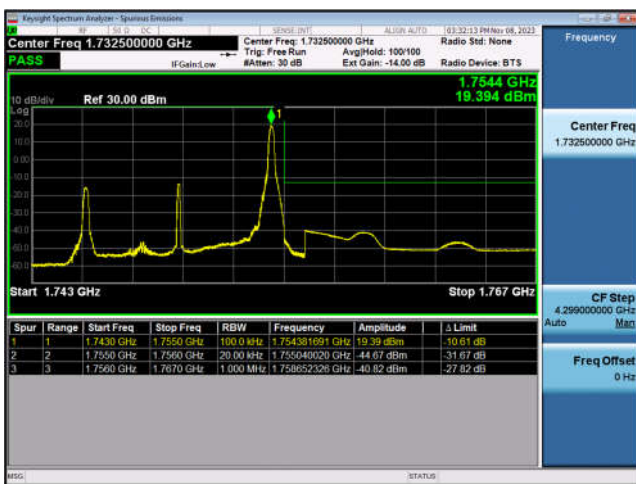 Keysight Spectrum Analyzer - Spurious Emissions
RF 50 Ω DC SENSE:INT ALIGN AUTO 03:32:13 PM Nov 08, 2023
Center Freq 1.732500000 GHz Center Freq: 1.732500000 GHz Radio Std: None Frequency
Trig: Free Run Avg|Hold: 100/100
PASS IFGain:Low #Atten: 30 dB Ext Gain: -14.00 dB Radio Device: BTS
1.7544 GHz
10 dB/div Ref 30.00 dBm 19.394 dBm
Log
20.0 1
10.0
0.00
-10.0
-20.0
-30.0
-40.0
-50.0
-60.0
Center Freq
1.732500000 GHz
Start 1.743 GHz Stop 1.767 GHz
CF Step
4.299000000 GHz
Auto Man
Spur Range Start Freq Stop Freq RBW Frequency Amplitude Δ Limit
1 1 1.7430 GHz 1.7550 GHz 100.0 kHz 1.754381691 GHz 19.39 dBm -10.61 dB
2 2 1.7550 GHz 1.7560 GHz 20.00 kHz 1.755040020 GHz -44.67 dBm -31.67 dB
3 3 1.7560 GHz 1.7670 GHz 1.000 MHz 1.758652326 GHz -40.82 dBm -27.82 dB
Freq Offset
0 Hz
MSG STATUS